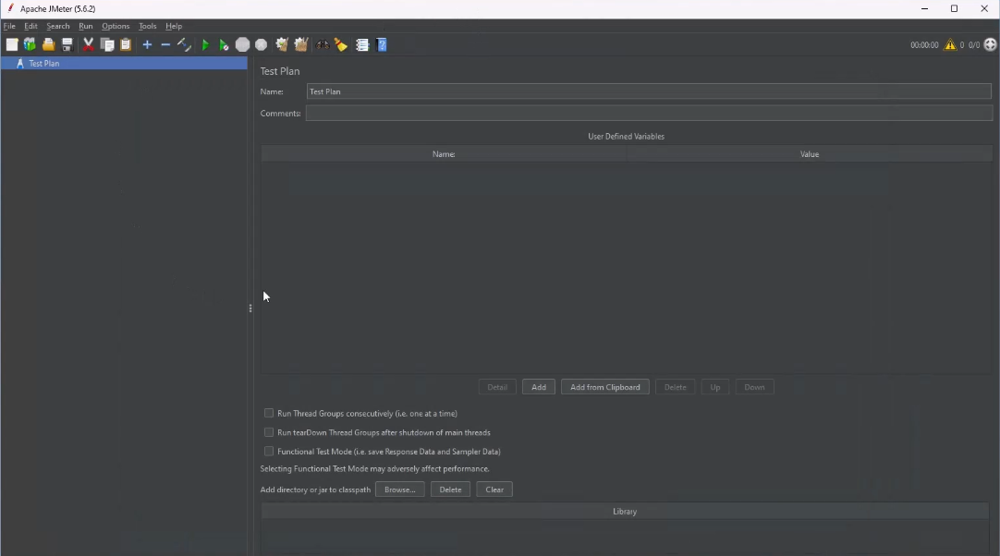 Apache JMeter (5.6.2)
File Edit Search Run Options Tools Help
00:00:00 0 0/0
Test Plan
Test Plan
Name: Test Plan
Comments:
User Defined Variables
Name: Value
Detail Add Add from Clipboard Delete Up Down
Run Thread Groups consecutively (i.e. one at a time)
Run tearDown Thread Groups after shutdown of main threads
Functional Test Mode (i.e. save Response Data and Sampler Data)
Selecting Functional Test Mode may adversely affect performance.
Add directory or jar to classpath Browse... Delete Clear
Library